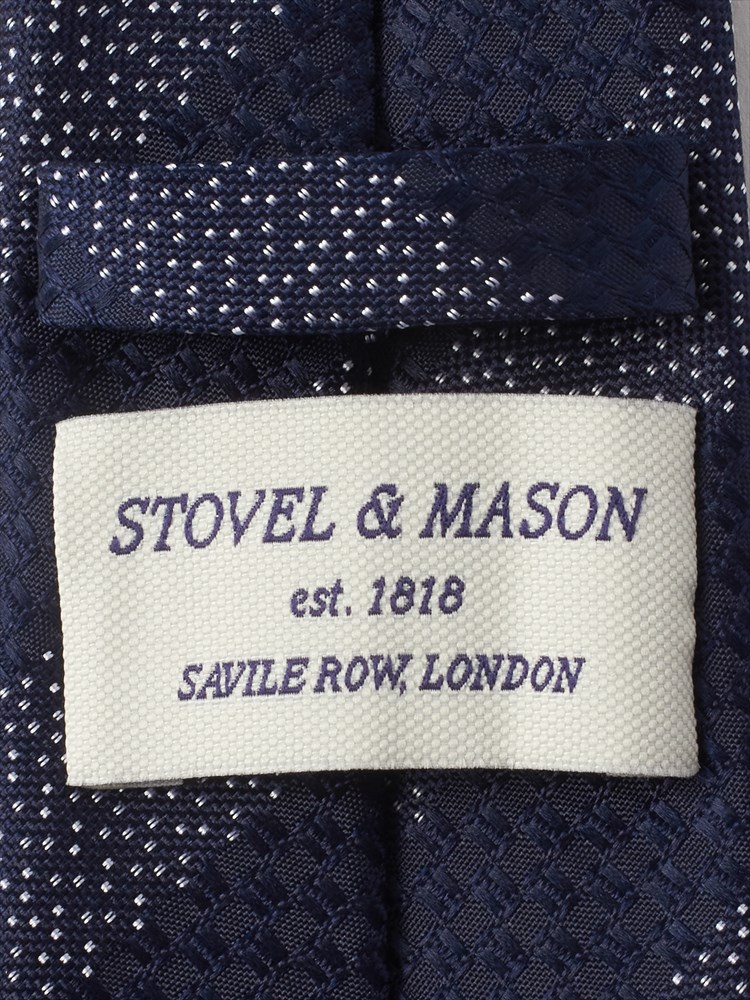 STOVEL & MASON
est. 1818
SAVILE ROW, LONDON